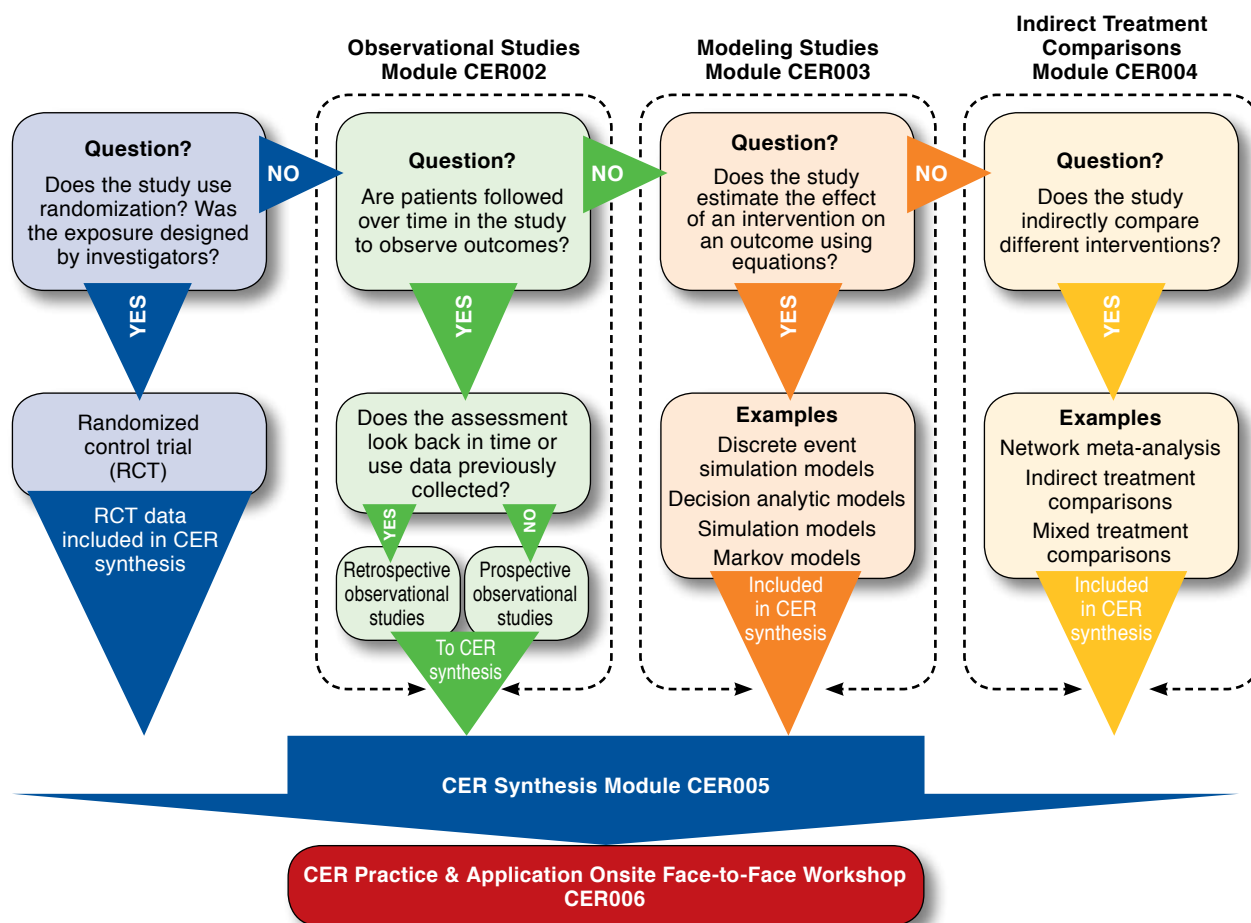 Observational Studies
Module CER002
Modeling Studies
Module CER003
Indirect Treatment
Comparisons
Module CER004
Question?
Does the study use
randomization? Was
the exposure designed
by investigators?
NO
YES
Randomized
control trial
(RCT)
RCT data
included in CER
synthesis
Question?
Are patients followed
over time in the study
to observe outcomes?
NO
YES
Does the assessment
look back in time or
use data previously
collected?
YES
NO
Retrospective
observational
studies
Prospective
observational
studies
To CER
synthesis
Question?
Does the study
estimate the effect
of an intervention on
an outcome using
equations?
NO
YES
Examples
Discrete event
simulation models
Decision analytic models
Simulation models
Markov models
Included
in CER
synthesis
Question?
Does the study
indirectly compare
different interventions?
YES
Examples
Network meta-analysis
Indirect treatment
comparisons
Mixed treatment
comparisons
Included
in CER
synthesis
CER Synthesis Module CER005
CER Practice & Application Onsite Face-to-Face Workshop
CER006